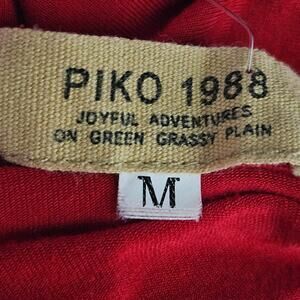 PIKO 1988
JOYFUL ADVENTURES
ON GREEN GRASSY PLAIN
M